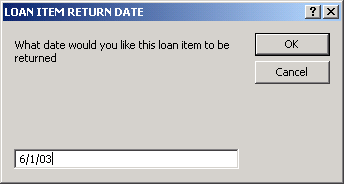 LOAN ITEM RETURN DATE
What date would you like this loan item to be
returned
OK
Cancel
6/1/03